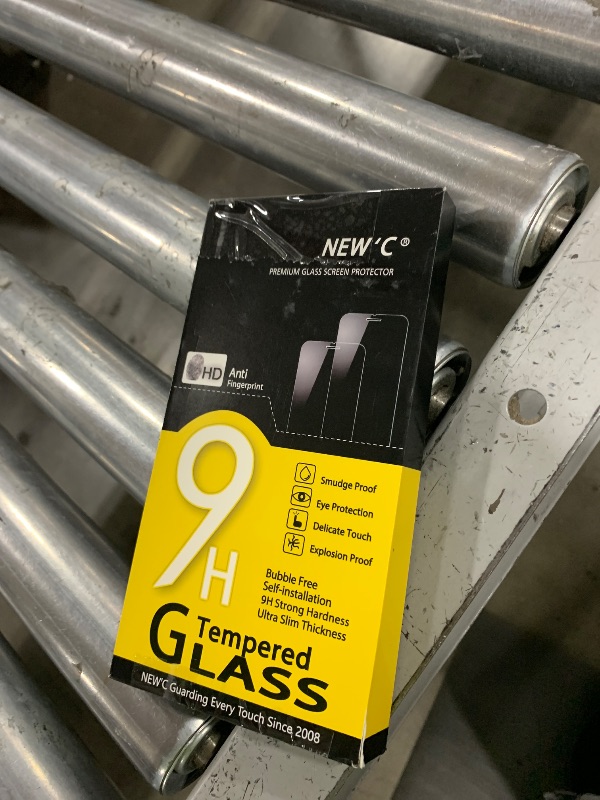 NEW'C ®
PREMIUM GLASS SCREEN PROTECTOR
HD Anti
Fingerprint
9H
Smudge Proof
Eye Protection
Delicate Touch
Explosion Proof
Bubble Free
Self-installation
9H Strong Hardness
Ultra Slim Thickness
Tempered
GLASS
NEW'C Guarding Every Touch Since 2008